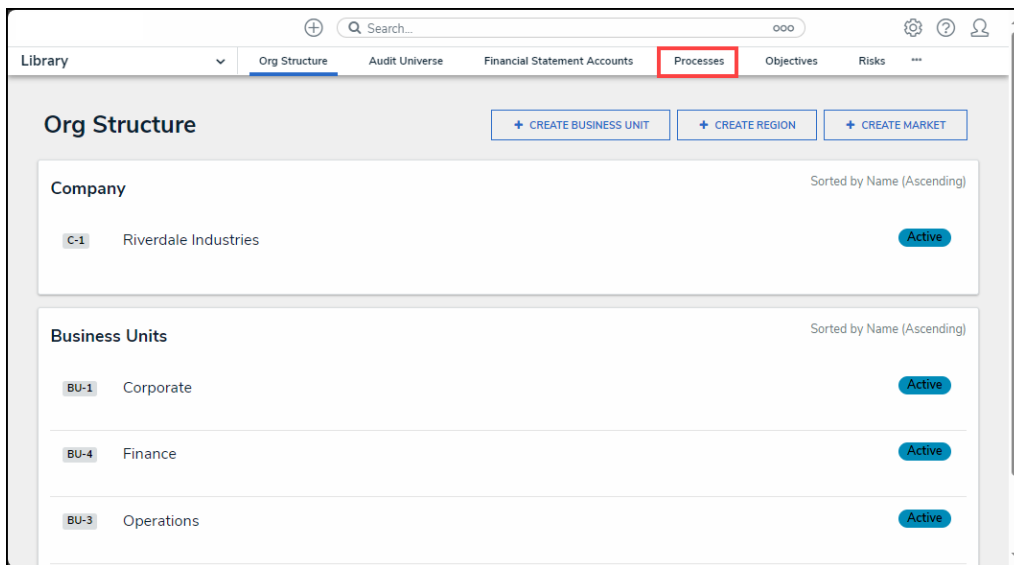 Search... ooo
Library Org Structure Audit Universe Financial Statement Accounts Processes Objectives Risks ...
Org Structure + CREATE BUSINESS UNIT + CREATE REGION + CREATE MARKET
Company Sorted by Name (Ascending)
C-1 Riverdale Industries Active
Business Units Sorted by Name (Ascending)
BU-1 Corporate Active
BU-4 Finance Active
BU-3 Operations Active